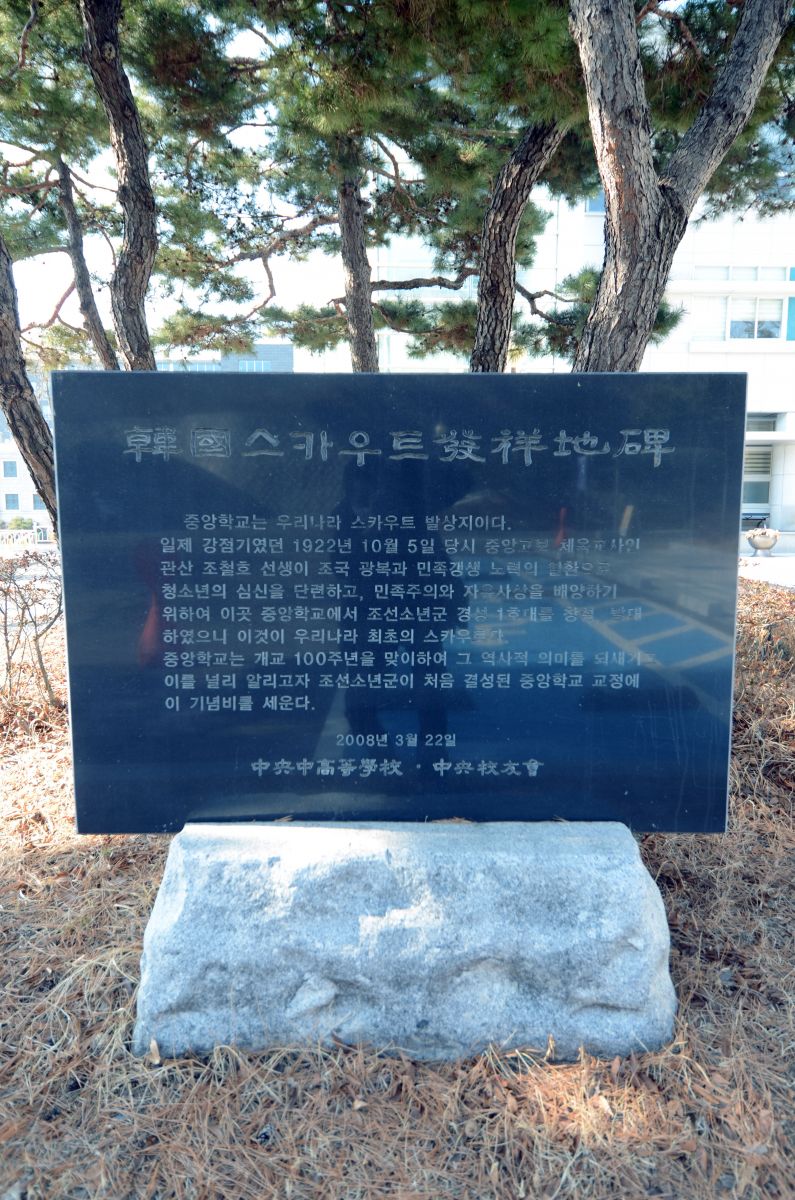 韓國스카우트發祥地碑
중앙학교는 우리나라 스카우트 발상지이다.
일제 강점기였던 1922년 10월 5일 당시 중앙고보 체육교사인
관산 조철호 선생이 조국 광복과 민족갱생 노력의 일환으로
청소년의 심신을 단련하고, 민족주의와 자유사상을 배양하기
위하여 이곳 중앙학교에서 조선소년군 경성 1호대를 창설, 발대
하였으니 이것이 우리나라 최초의 스카우트다.
중앙학교는 개교 100주년을 맞이하여 그 역사적 의미를 되새기고
이를 널리 알리고자 조선소년군이 처음 결성된 중앙학교 교정에
이 기념비를 세운다.
2008년 3월 22일
中央中高等學校 · 中央校友會